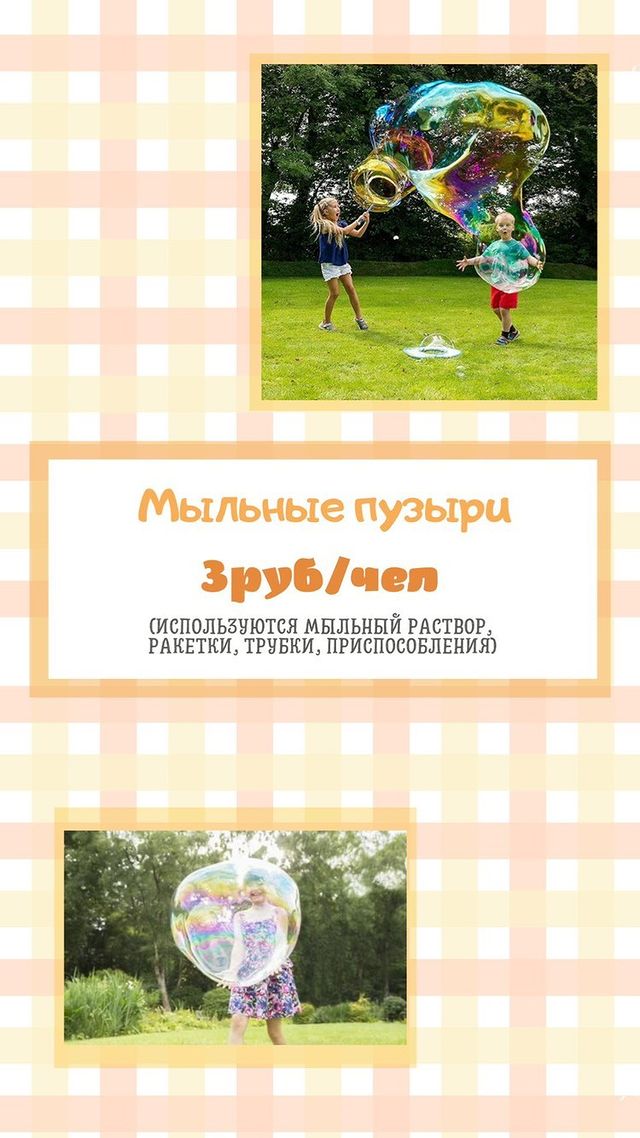 Мыльные пузыри
3руб/чел
(ИСПОЛЬЗУЮТСЯ МЫЛЬНЫЙ РАСТВОР,
РАКЕТКИ, ТРУБКИ, ПРИСПОСОБЛЕНИЯ)